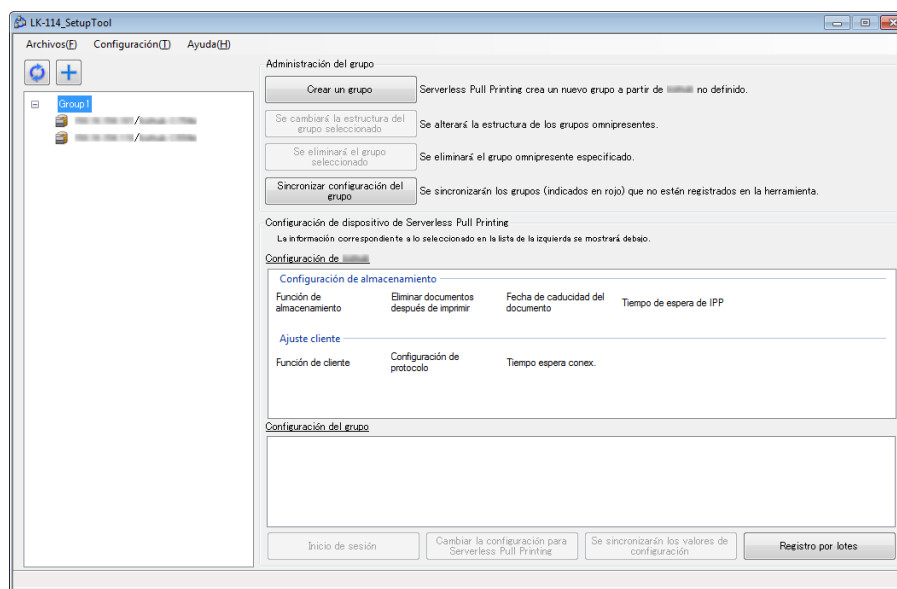 LK-114_SetupTool
Archivos(F) Configuración(T) Ayuda(H)
Administración del grupo
Crear un grupo
Serverless Pull Printing crea un nuevo grupo a partir de no definido.
Group1
/
/
Se cambiará la estructura del
grupo seleccionado
Se alterará la estructura de los grupos omnipresentes.
Se eliminará el grupo
seleccionado
Se eliminará el grupo omnipresente especificado.
Sincronizar configuración del
grupo
Se sincronizarán los grupos (indicados en rojo) que no están registrados en la herramienta.
Configuración de dispositivo de Serverless Pull Printing
La información correspondiente a lo seleccionado en la lista de la izquierda se mostrará debajo.
Configuración de
Configuración de almacenamiento
Función de
almacenamiento
Eliminar documentos
después de imprimir
Fecha de caducidad del
documento
Tiempo de espera de IPP
Ajuste cliente
Función de cliente
Configuración de
protocolo
Tiempo espera conex.
Configuración del grupo
Inicio de sesión
Cambiar la configuración para
Serverless Pull Printing
Se sincronizarán los valores de
configuración
Registro por lotes